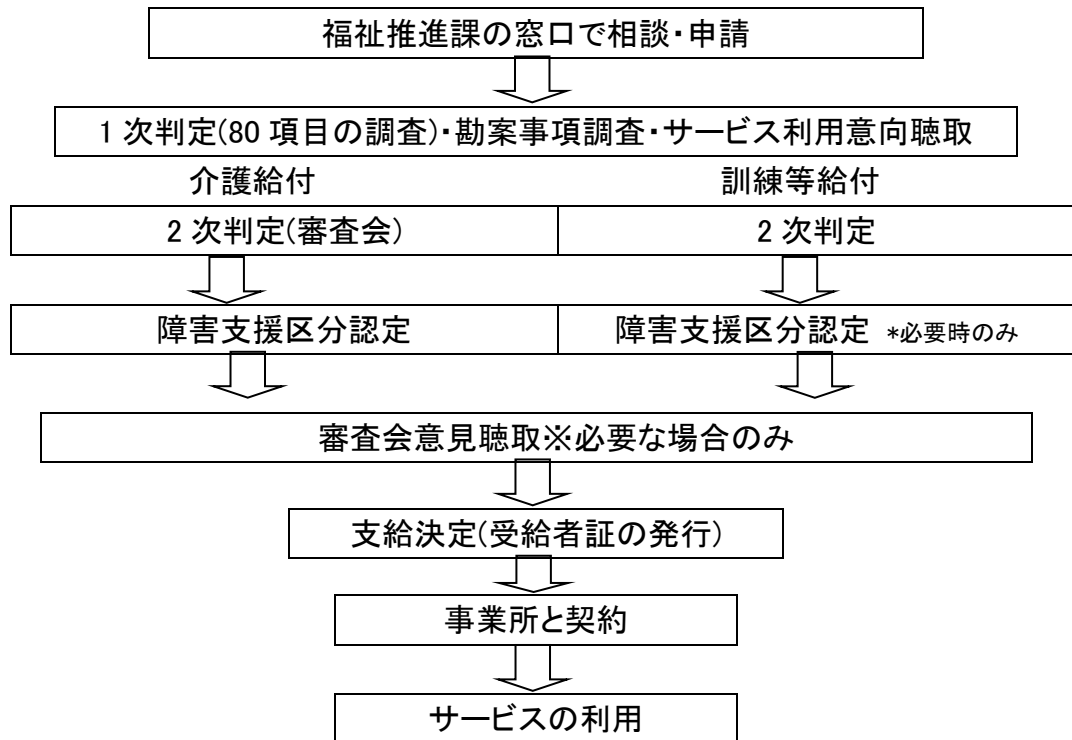 福祉推進課の窓口で相談・申請
1次判定(80項目の調査)・勘案事項調査・サービス利用意向聴取
介護給付 訓練等給付
2次判定(審査会) 2次判定
障害支援区分認定 障害支援区分認定 *必要時のみ
審査会意見聴取※必要な場合のみ
支給決定(受給者証の発行)
事業所と契約
サービスの利用